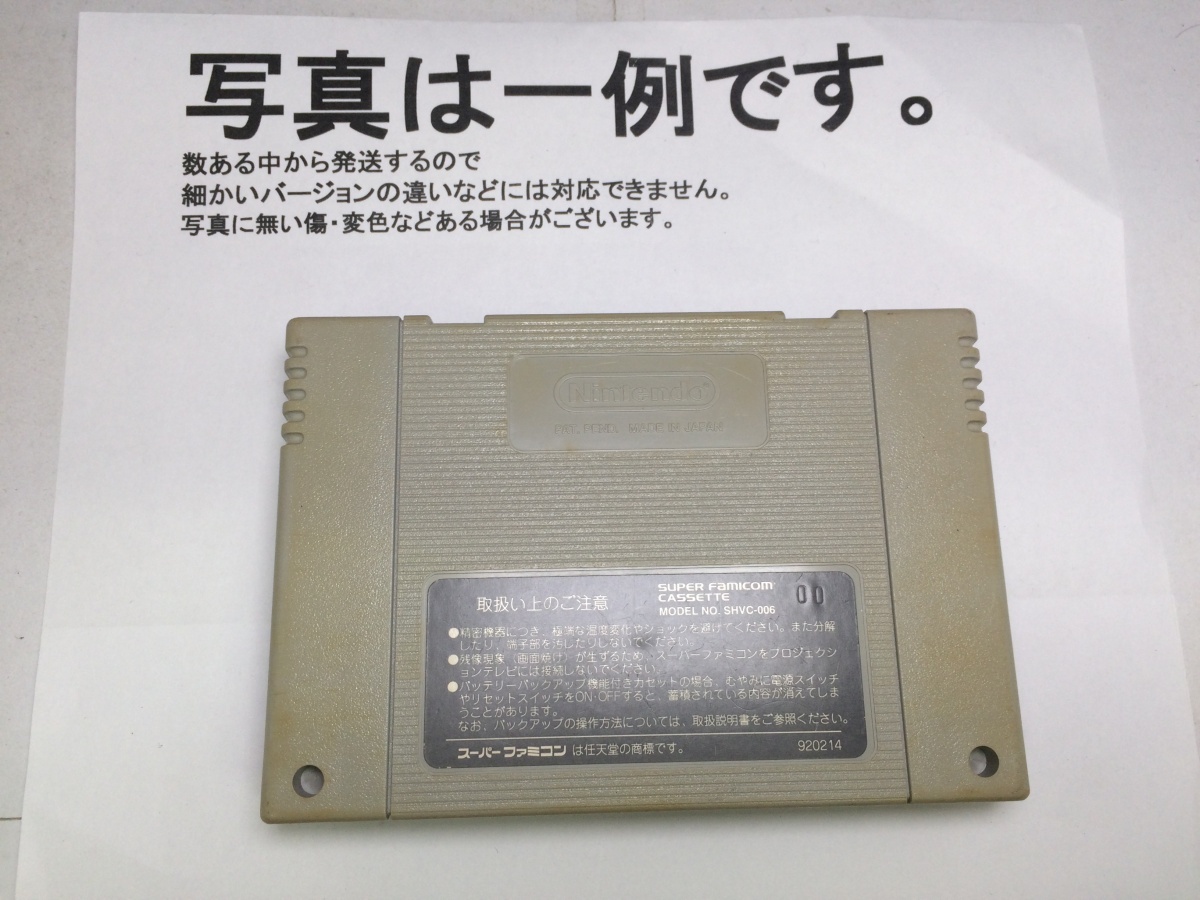 写真は一例です。
数ある中から発送するので
細かいバージョンの違いなどには対応できません。
写真に無い傷・変色などある場合がございます。
Nintendo®
PAT. PEND. MADE IN JAPAN
取扱い上のご注意
SUPER FAMICOM
CASSETTE
MODEL NO. SHVC-006
00
●精密機器につき、極端な温度変化やショックを避けてください。また分解
したり、端子部を汚したりしないでください。
●残像現象(画面焼け)が生ずるため、スーパーファミコンをプロジェクシ
ョンテレビには接続しないでください。
●バッテリーバックアップ機能付きカセットの場合、むやみに電源スイッチ
やリセットスイッチをON・OFFすると、蓄積されている内容が消えてしま
うことがあります。
なお、バックアップの操作方法については、取扱説明書をご参照ください。
スーパーファミコンは任天堂の商標です。
920214